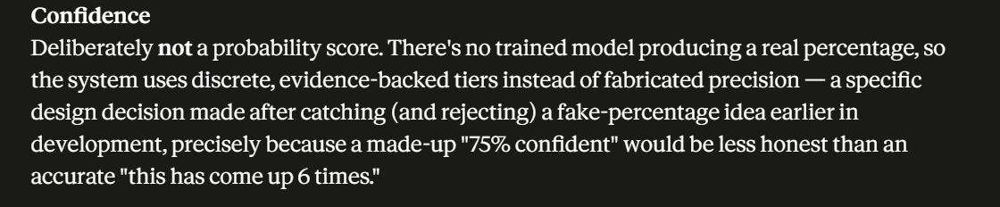 Confidence
Deliberately not a probability score. There's no trained model producing a real percentage, so
the system uses discrete, evidence-backed tiers instead of fabricated precision — a specific
design decision made after catching (and rejecting) a fake-percentage idea earlier in
development, precisely because a made-up "75% confident" would be less honest than an
accurate "this has come up 6 times."